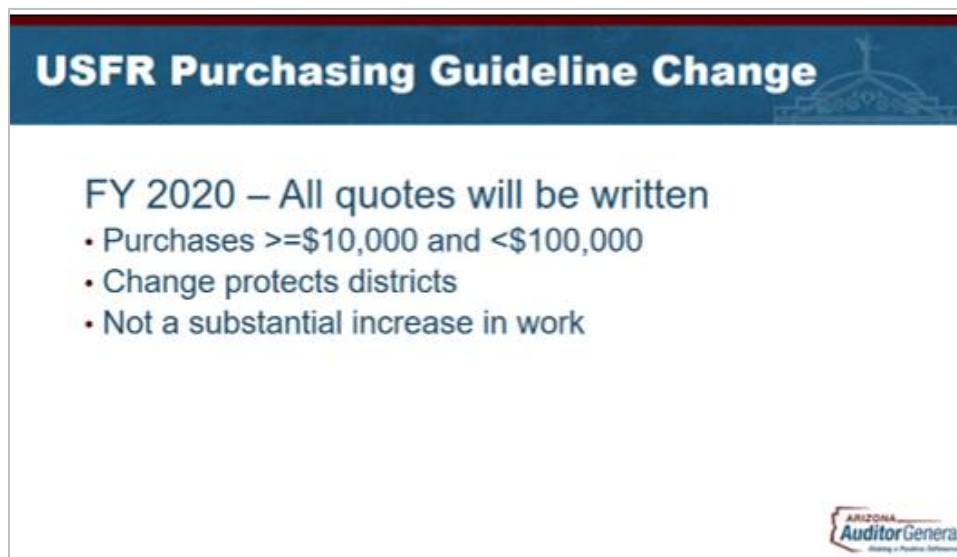 USFR Purchasing Guideline Change
FY 2020 – All quotes will be written
• Purchases >=$10,000 and <$100,000
• Change protects districts
• Not a substantial increase in work
ARIZONA
AuditorGenera